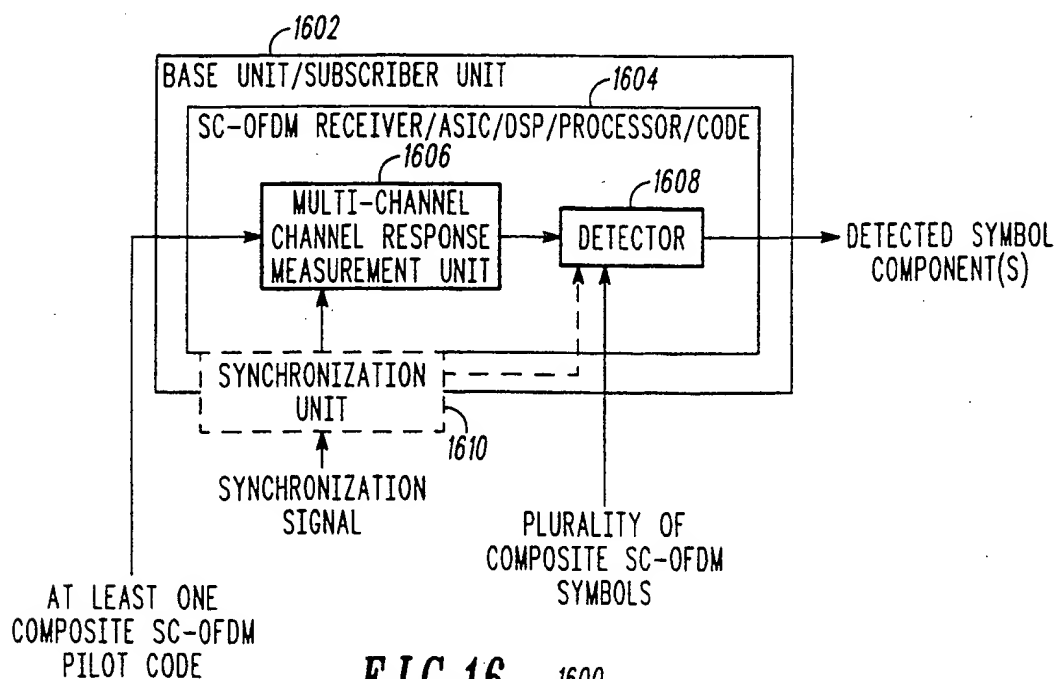 1602
BASE UNIT/SUBSCRIBER UNIT
1604
SC-OFDM RECEIVER/ASIC/DSP/PROCESSOR/CODE
1606
MULTI-CHANNEL
CHANNEL RESPONSE
MEASUREMENT UNIT
1608
DETECTOR
DETECTED SYMBOL
COMPONENT(S)
SYNCHRONIZATION
UNIT
1610
SYNCHRONIZATION
SIGNAL
PLURALITY OF
COMPOSITE SC-OFDM
SYMBOLS
AT LEAST ONE
COMPOSITE SC-OFDM
PILOT CODE
FIG.16
1600